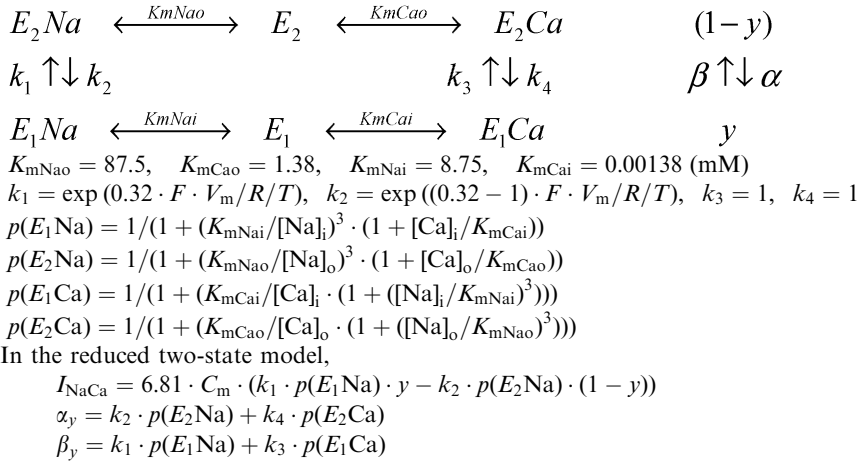 E₂Na ⟷ KmNao E₂ ⟷ KmCao E₂Ca (1−y)
k₁ ↑↓ k₂ k₃ ↑↓ k₄ β ↑↓ α
E₁Na ⟷ KmNai E₁ ⟷ KmCai E₁Ca y
K_mNao = 87.5, K_mCao = 1.38, K_mNai = 8.75, K_mCai = 0.00138 (mM)
k₁ = exp (0.32 · F · V_m/R/T), k₂ = exp ((0.32 − 1) · F · V_m/R/T), k₃ = 1, k₄ = 1
p(E₁Na) = 1/(1 + (K_mNai/[Na]_i)³ · (1 + [Ca]_i/K_mCai))
p(E₂Na) = 1/(1 + (K_mNao/[Na]_o)³ · (1 + [Ca]_o/K_mCao))
p(E₁Ca) = 1/(1 + (K_mCai/[Ca]_i · (1 + ([Na]_i/K_mNai)³)))
p(E₂Ca) = 1/(1 + (K_mCao/[Ca]_o · (1 + ([Na]_o/K_mNao)³)))
In the reduced two-state model,
I_NaCa = 6.81 · C_m · (k₁ · p(E₁Na) · y − k₂ · p(E₂Na) · (1 − y))
α_y = k₂ · p(E₂Na) + k₄ · p(E₂Ca)
β_y = k₁ · p(E₁Na) + k₃ · p(E₁Ca)